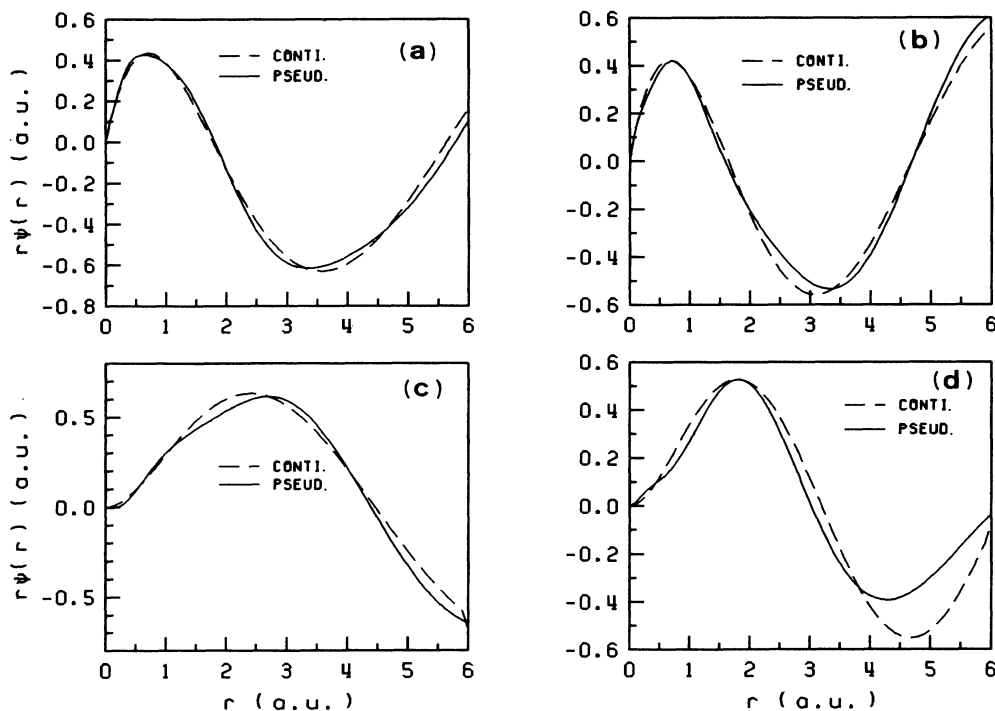 (a)
CONTI.
PSEUD.
rψ(r) (a.u.)
0.6
0.4
0.2
0.0
-0.2
-0.4
-0.6
-0.8
0 1 2 3 4 5 6
(b)
CONTI.
PSEUD.
0.6
0.4
0.2
0.0
-0.2
-0.4
-0.6
0 1 2 3 4 5 6
(c)
CONTI.
PSEUD.
rψ(r) (a.u.)
0.5
0.0
-0.5
0 1 2 3 4 5 6
r (a.u.)
(d)
CONTI.
PSEUD.
0.6
0.4
0.2
0.0
-0.2
-0.4
-0.6
0 1 2 3 4 5 6
r (a.u.)